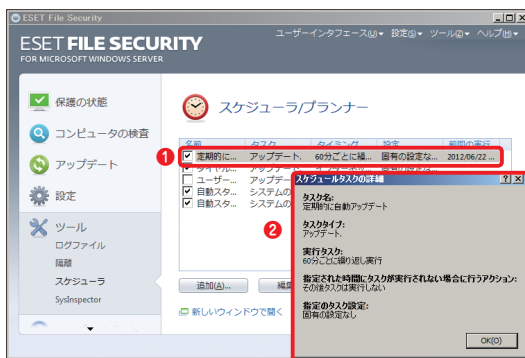 ESET File Security
ESET FILE SECURITY
FOR MICROSOFT WINDOWS SERVER
ユーザーインタフェース(U)▼ 設定(S)▼ ツール(Z)▼ ヘルプ(H)▼
保護の状態
コンピュータの検査
アップデート
設定
ツール
ログファイル
隔離
スケジューラ
SysInspector
スケジューラ/プランナー
名前 タスク タイミング 設定 前回の実行
1
定期的に... アップデート. 60分ごとに繰... 固有の設定な... 2012/06/22 ...
ダイヤル... アップデー
ユーザー... アップデー
自動スタ... システムの
自動スタ... システムの
追加(A)...
編集
新しいウィンドウで開く
2
スケジュールタスクの詳細
タスク名:
定期的に自動アップデート
タスクタイプ:
アップデート.
実行タスク:
60分ごとに繰り返し実行
指定された時間にタスクが実行されない場合に行うアクション:
その後タスクは実行しない
指定のタスク設定:
固有の設定なし
OK(O)